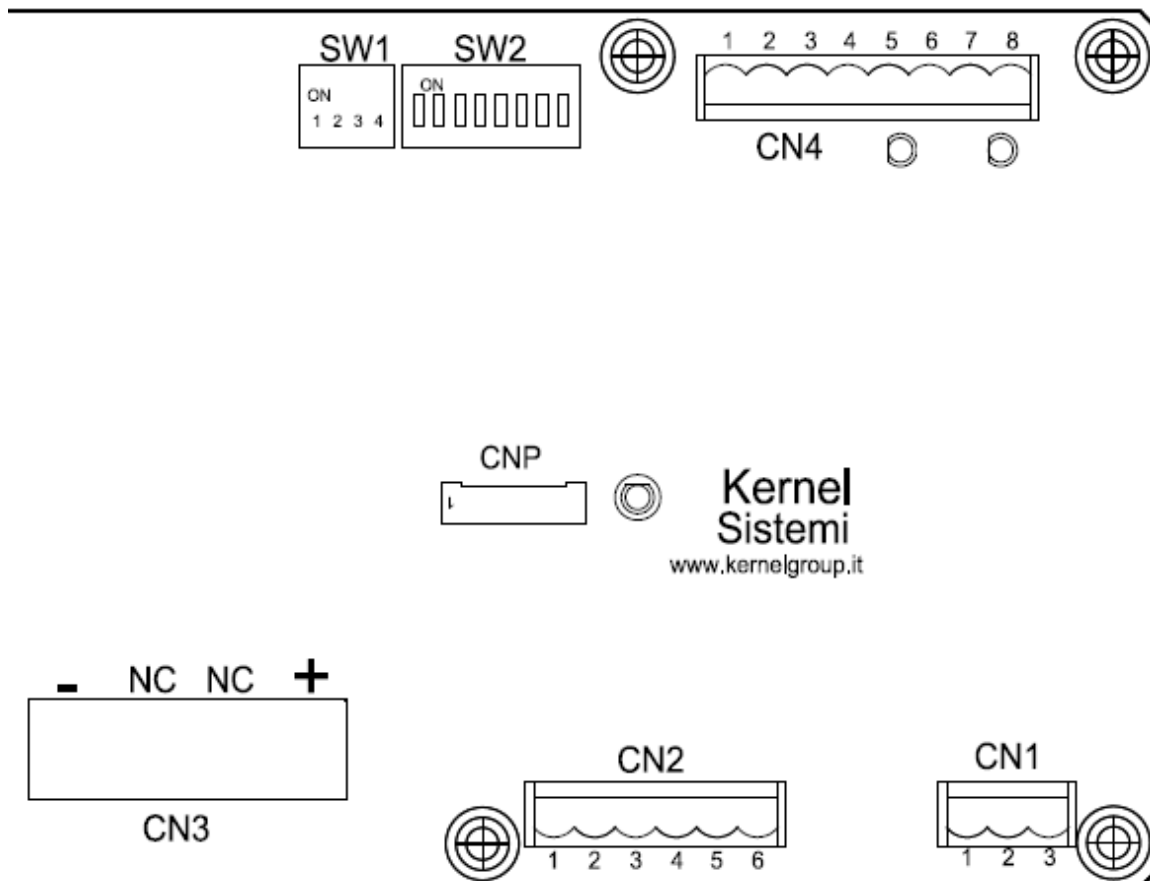 SW1 SW2
ON
1 2 3 4
ON
1 2 3 4 5 6 7 8
CN4
CNP
1
Kernel
Sistemi
www.kernelgroup.it
- NC NC +
CN3
CN2
1 2 3 4 5 6
CN1
1 2 3